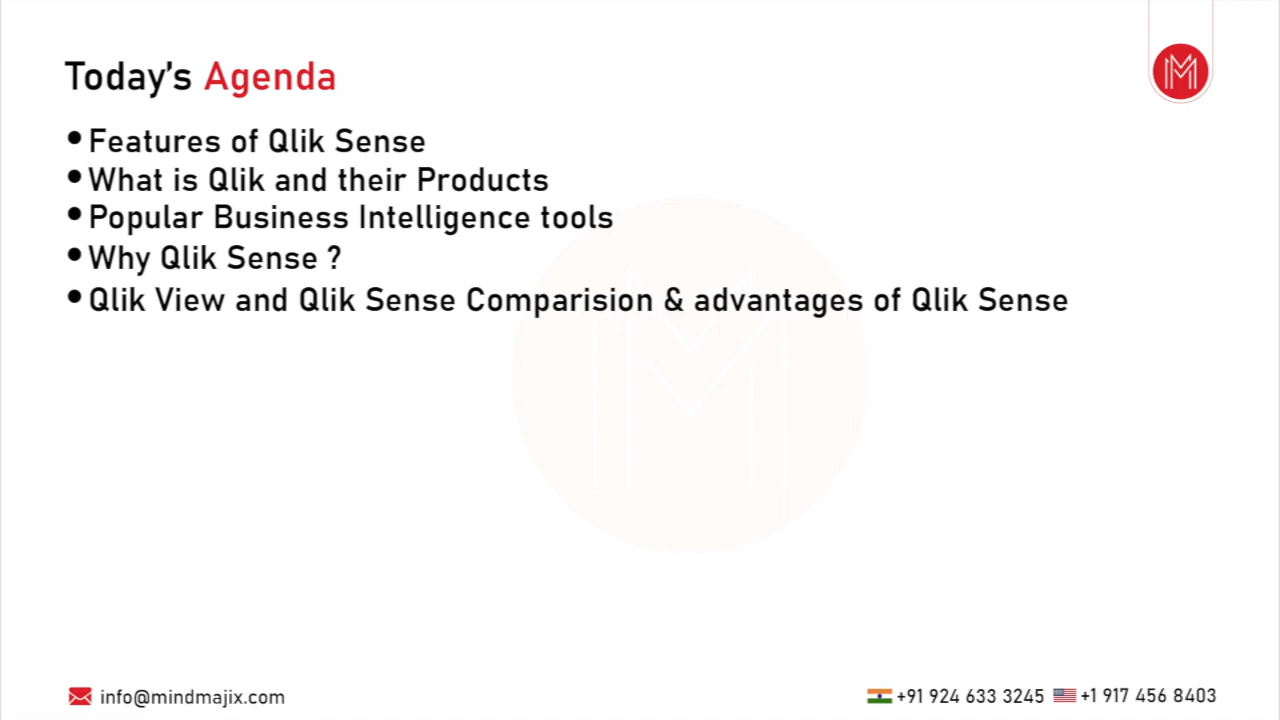 Today's Agenda
•Features of Qlik Sense
•What is Qlik and their Products
•Popular Business Intelligence tools
•Why Qlik Sense ?
•Qlik View and Qlik Sense Comparision & advantages of Qlik Sense
info@mindmajix.com
+91 924 633 3245 +1 917 456 8403